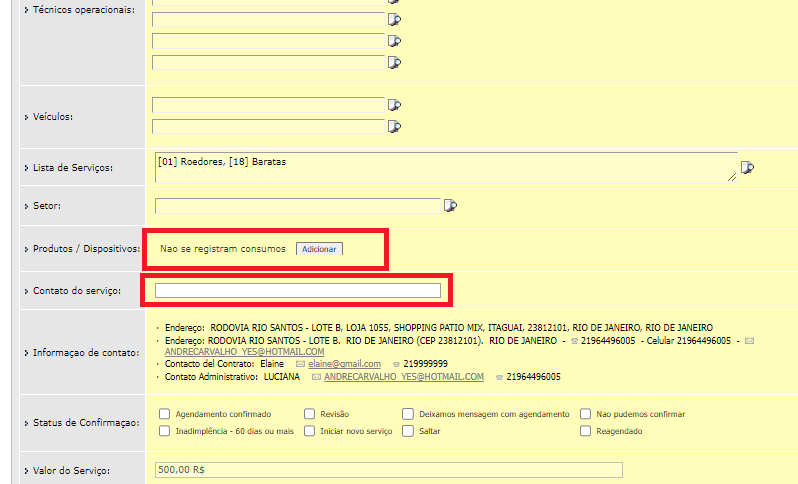 Técnicos operacionais:
Veículos:
Lista de Serviços:
[01] Roedores, [18] Baratas
Setor:
Produtos / Dispositivos:
Nao se registram consumos Adicionar
Contato do serviço:
Informaçao de contato:
· Endereço: RODOVIA RIO SANTOS - LOTE B, LOJA 1055, SHOPPING PATIO MIX, ITAGUAI, 23812101, RIO DE JANEIRO, RIO DE JANEIRO
· Endereço: RODOVIA RIO SANTOS - LOTE B. RIO DE JANEIRO (CEP 23812101). RIO DE JANEIRO - ☏ 21964496005 - Celular 21964496005 - ✉
ANDRECARVALHO_YES@HOTMAIL.COM
· Contacto del Contrato: Elaine ✉ elaine@gmail.com ☏ 219999999
· Contato Administrativo: LUCIANA ✉ ANDRECARVALHO_YES@HOTMAIL.COM ☏ 21964496005
Status de Confirmaçao:
Agendamento confirmado Revisão Deixamos mensagem com agendamento Nao pudemos confirmar
Inadimplência - 60 dias ou mais Iniciar novo serviço Saltar Reagendado
Valor do Serviço:
500,00 R$